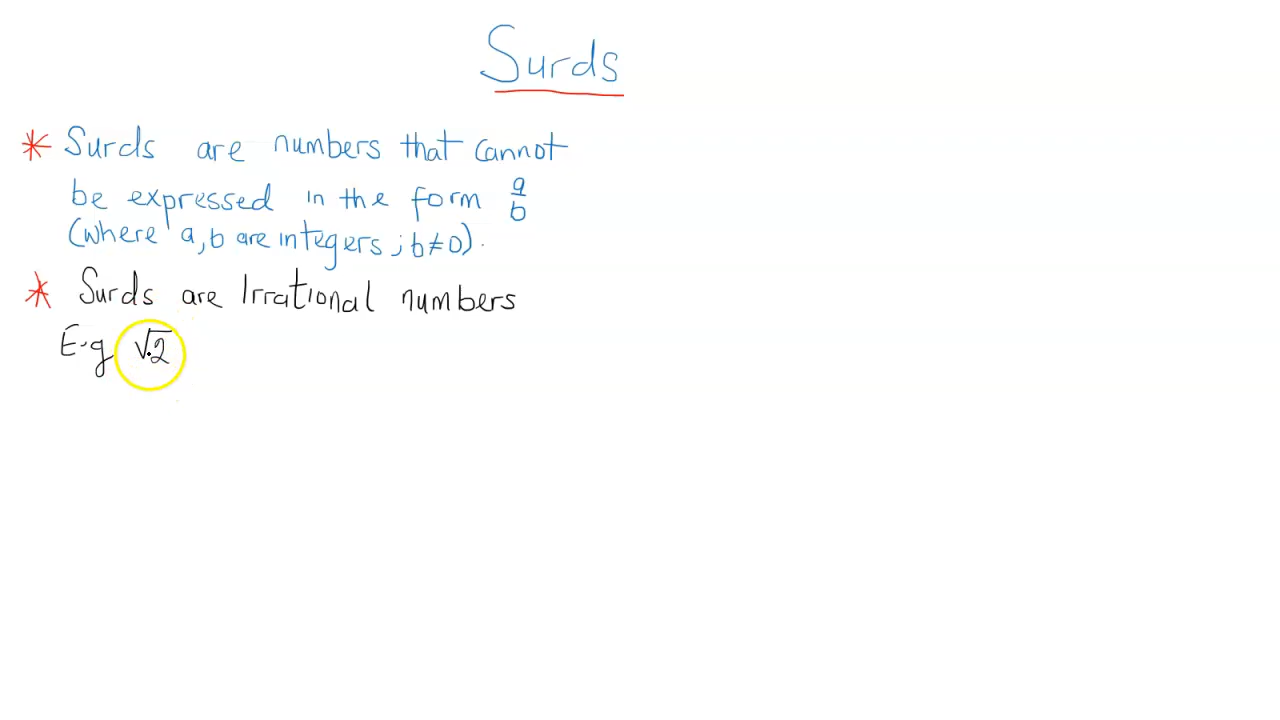 Surds
* Surds are numbers that cannot
be expressed in the form a/b
(where a, b are integers ; b≠0).
* Surds are Irrational numbers
E.g √2